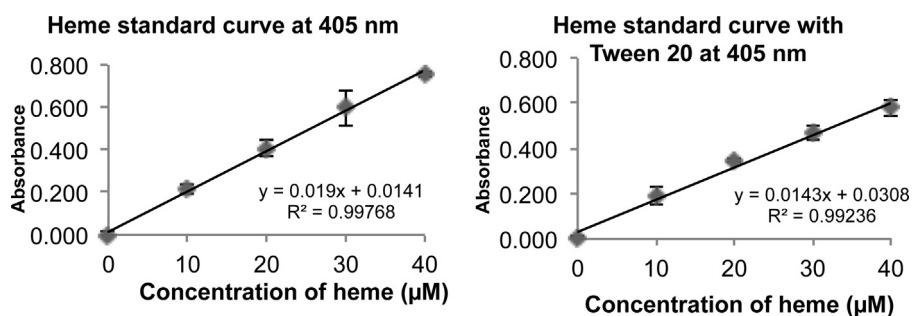 Heme standard curve at 405 nm
0.800
0.600
0.400
0.200
0.000
Absorbance
y = 0.019x + 0.0141
R² = 0.99768
0 10 20 30 40
Concentration of heme (µM)
Heme standard curve with
Tween 20 at 405 nm
0.800
0.600
0.400
0.200
0.000
Absorbance
y = 0.0143x + 0.0308
R² = 0.99236
0 10 20 30 40
Concentration of heme (µM)